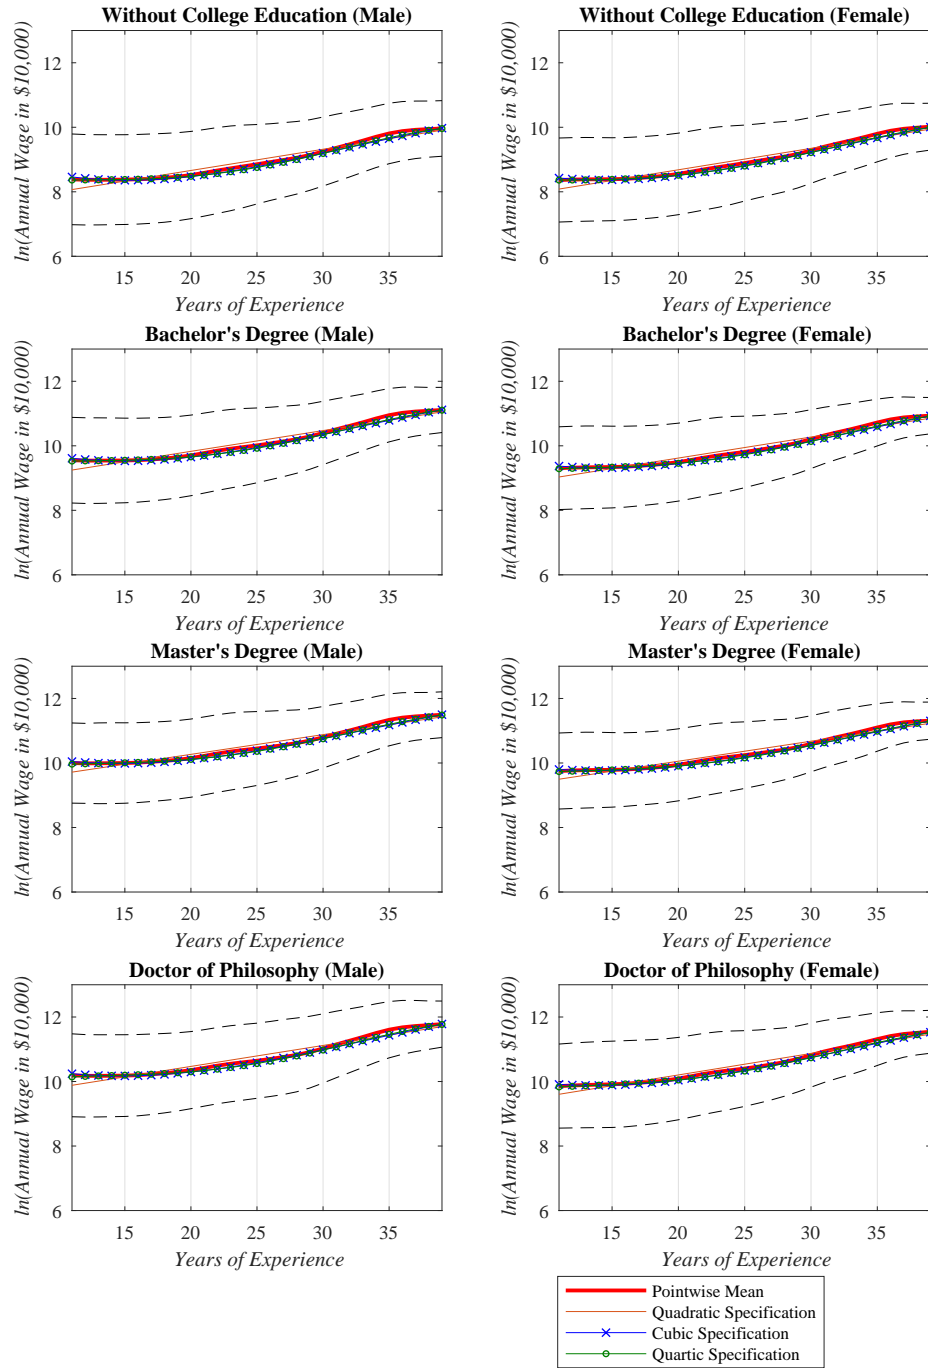 Without College Education (Male)
ln(Annual Wage in $10,000)
12
10
8
6
15 20 25 30 35
Years of Experience
Without College Education (Female)
ln(Annual Wage in $10,000)
12
10
8
6
15 20 25 30 35
Years of Experience
Bachelor's Degree (Male)
ln(Annual Wage in $10,000)
12
10
8
6
15 20 25 30 35
Years of Experience
Bachelor's Degree (Female)
ln(Annual Wage in $10,000)
12
10
8
6
15 20 25 30 35
Years of Experience
Master's Degree (Male)
ln(Annual Wage in $10,000)
12
10
8
6
15 20 25 30 35
Years of Experience
Master's Degree (Female)
ln(Annual Wage in $10,000)
12
10
8
6
15 20 25 30 35
Years of Experience
Doctor of Philosophy (Male)
ln(Annual Wage in $10,000)
12
10
8
6
15 20 25 30 35
Years of Experience
Doctor of Philosophy (Female)
ln(Annual Wage in $10,000)
12
10
8
6
15 20 25 30 35
Years of Experience
Pointwise Mean
Quadratic Specification
Cubic Specification
Quartic Specification